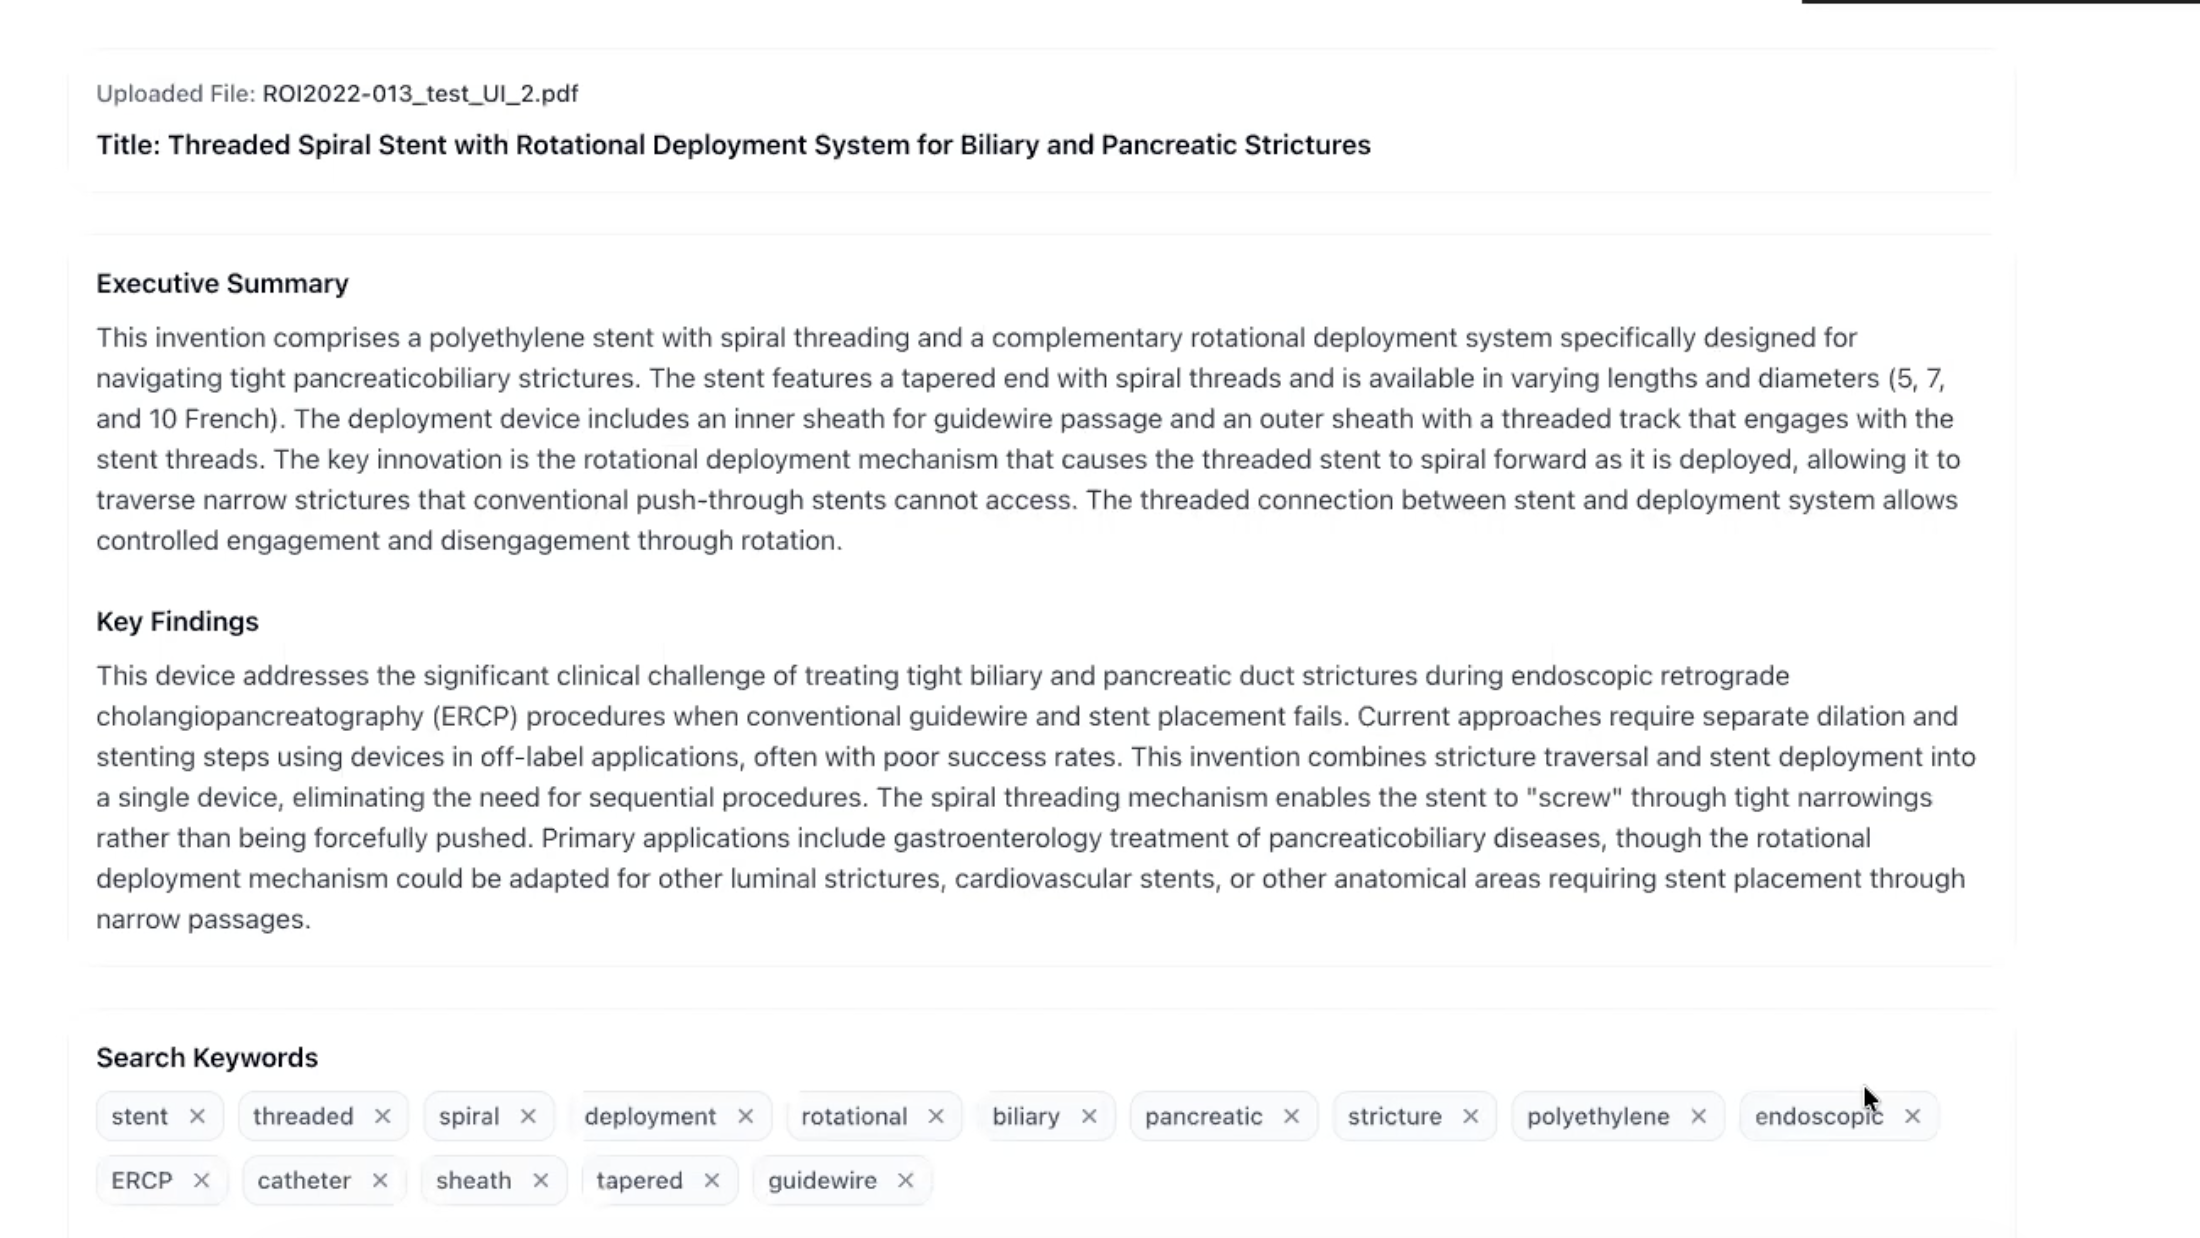 Uploaded File: ROI2022-013_test_UI_2.pdf
Title: Threaded Spiral Stent with Rotational Deployment System for Biliary and Pancreatic Strictures
Executive Summary
This invention comprises a polyethylene stent with spiral threading and a complementary rotational deployment system specifically designed for
navigating tight pancreaticobiliary strictures. The stent features a tapered end with spiral threads and is available in varying lengths and diameters (5, 7,
and 10 French). The deployment device includes an inner sheath for guidewire passage and an outer sheath with a threaded track that engages with the
stent threads. The key innovation is the rotational deployment mechanism that causes the threaded stent to spiral forward as it is deployed, allowing it to
traverse narrow strictures that conventional push-through stents cannot access. The threaded connection between stent and deployment system allows
controlled engagement and disengagement through rotation.
Key Findings
This device addresses the significant clinical challenge of treating tight biliary and pancreatic duct strictures during endoscopic retrograde
cholangiopancreatography (ERCP) procedures when conventional guidewire and stent placement fails. Current approaches require separate dilation and
stenting steps using devices in off-label applications, often with poor success rates. This invention combines stricture traversal and stent deployment into
a single device, eliminating the need for sequential procedures. The spiral threading mechanism enables the stent to "screw" through tight narrowings
rather than being forcefully pushed. Primary applications include gastroenterology treatment of pancreaticobiliary diseases, though the rotational
deployment mechanism could be adapted for other luminal strictures, cardiovascular stents, or other anatomical areas requiring stent placement through
narrow passages.
Search Keywords
stent × threaded × spiral × deployment × rotational × biliary × pancreatic × stricture × polyethylene × endoscopic ×
ERCP × catheter × sheath × tapered × guidewire ×